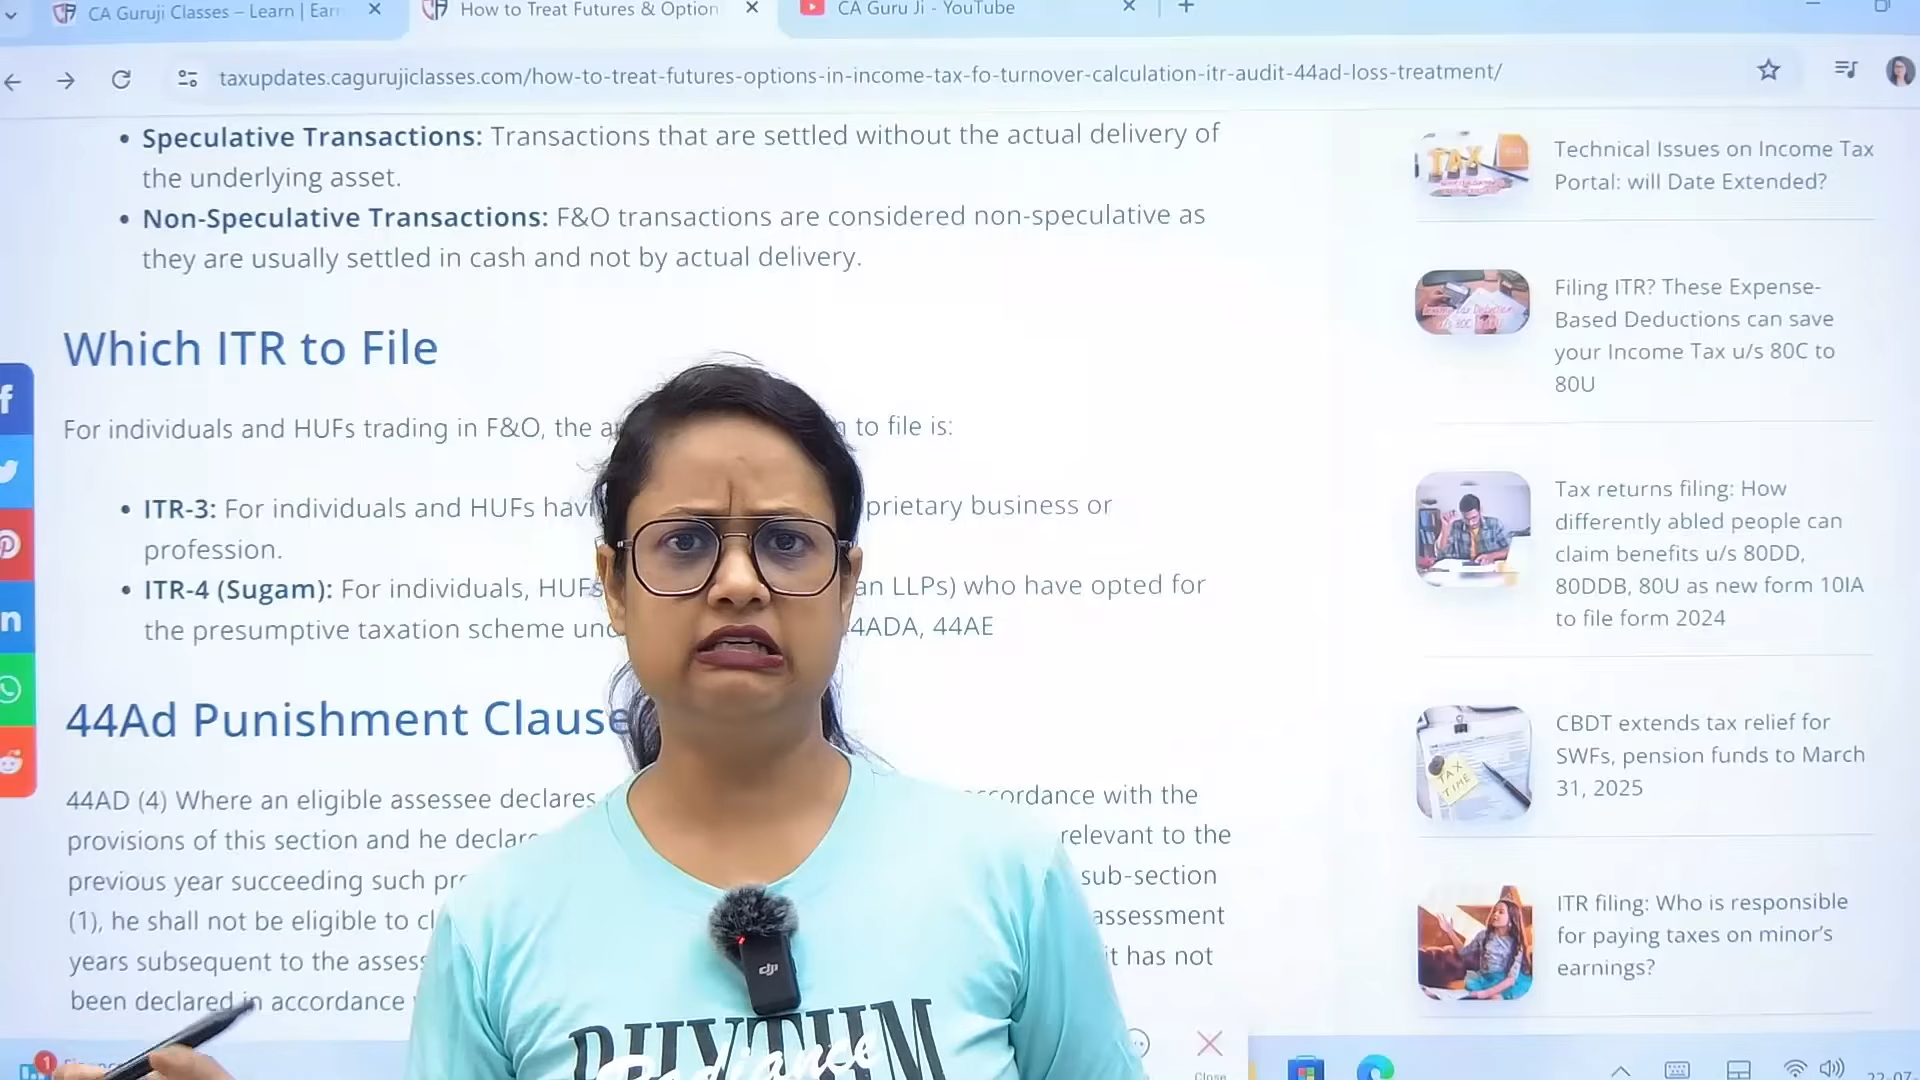 CA Guruji Classes – Learn | Earn
How to Treat Futures & Option
CA Guru Ji - YouTube
taxupdates.cagurujiclasses.com/how-to-treat-futures-options-in-income-tax-fo-turnover-calculation-itr-audit-44ad-loss-treatment/
• Speculative Transactions: Transactions that are settled without the actual delivery of
the underlying asset.
• Non-Speculative Transactions: F&O transactions are considered non-speculative as
they are usually settled in cash and not by actual delivery.
Which ITR to File
For individuals and HUFs trading in F&O, the to file is:
• ITR-3: For individuals and HUFs prietary business or
profession.
• ITR-4 (Sugam): For individuals, HUFs an LLPs) who have opted for
the presumptive taxation scheme 4ADA, 44AE
44Ad Punishment Clause
44AD (4) Where an eligible assessee declares accordance with the
provisions of this section and he relevant to the
previous year succeeding such sub-section
(1), he shall not be eligible to assessment
years subsequent to the it has not
been declared in accordance
Technical Issues on Income Tax
Portal: will Date Extended?
Filing ITR? These Expense-
Based Deductions can save
your Income Tax u/s 80C to
80U
Tax returns filing: How
differently abled people can
claim benefits u/s 80DD,
80DDB, 80U as new form 10IA
to file form 2024
CBDT extends tax relief for
SWFs, pension funds to March
31, 2025
ITR filing: Who is responsible
for paying taxes on minor's
earnings?
TAX
TAX
TIME
dji
RHYTHM
Radiance
1
Close
22-07-